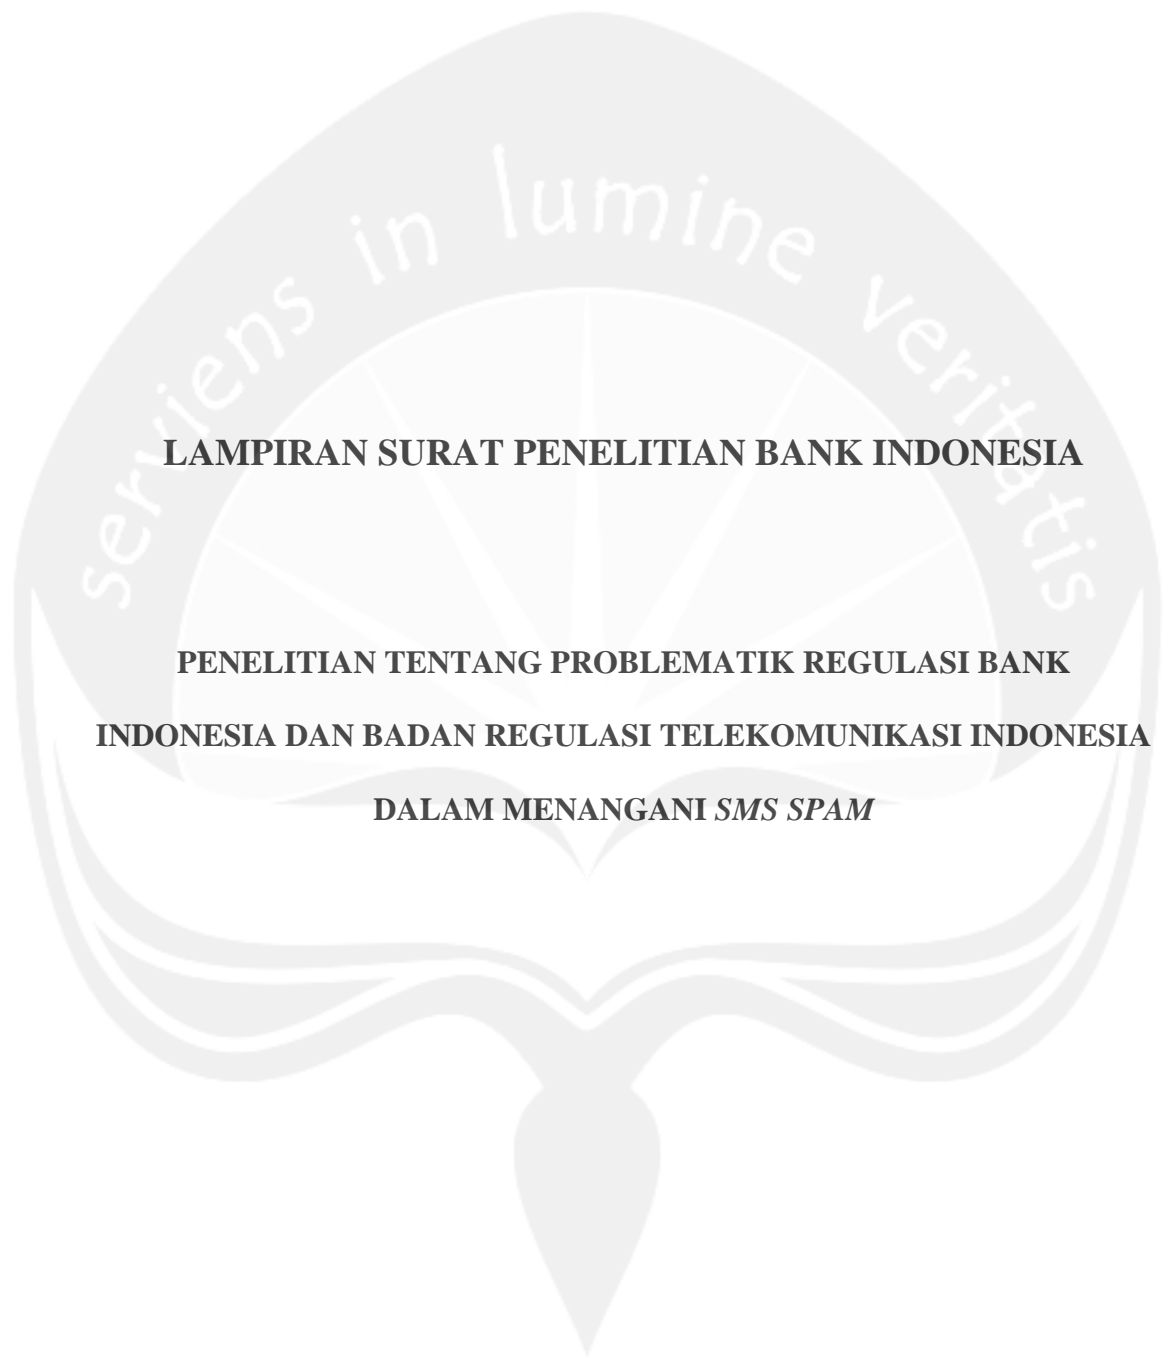 serviens in lumine veritatis
LAMPIRAN SURAT PENELITIAN BANK INDONESIA
PENELITIAN TENTANG PROBLEMATIK REGULASI BANK
INDONESIA DAN BADAN REGULASI TELEKOMUNIKASI INDONESIA
DALAM MENANGANI SMS SPAM